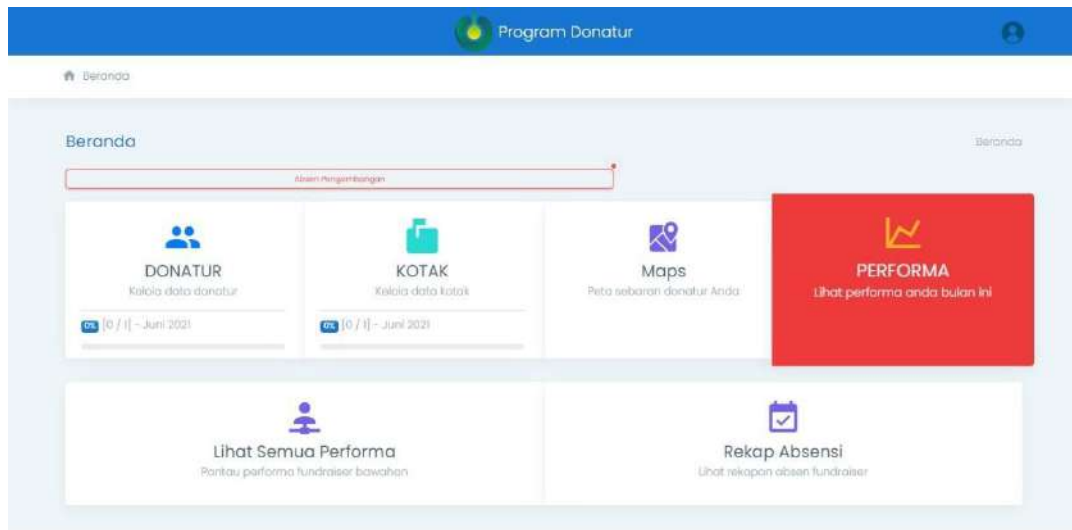 Program Donatur
Beranda
Beranda
Beranda
Absen Pengembangan
DONATUR
Kelola data donatur
0% [0 / 1] - Juni 2021
KOTAK
Kelola data kotak
0% [0 / 1] - Juni 2021
Maps
Peta sebaran donatur Anda
PERFORMA
Lihat performa anda bulan ini
Lihat Semua Performa
Pantau performa fundraiser bawahan
Rekap Absensi
Lihat rekapan absen fundraiser